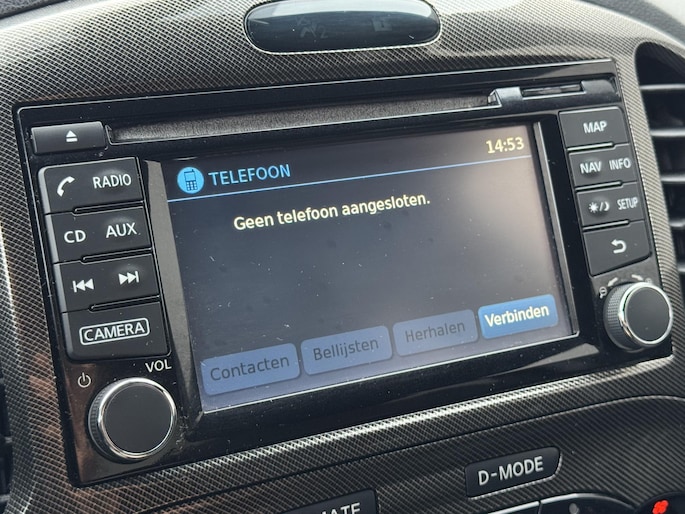 14:53
TELEFOON
Geen telefoon aangesloten.
Contacten Bellijsten Herhalen Verbinden
RADIO
CD AUX
CAMERA
VOL
MAP
NAV INFO
SETUP
D-MODE
MATE